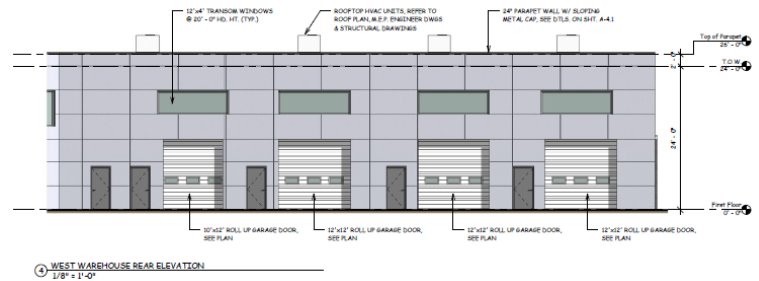 12'x4' TRANSOM WINDOWS
@ 20' - 0" HD. HT. (TYP.)
ROOFTOP HVAC UNITS, REFER TO
ROOF PLAN, M.E.P. ENGINEER DWGS
& STRUCTURAL DRAWINGS
24" PARAPET WALL W/ SLOPING
METAL CAP, SEE DTLS. ON SHT. A-4.1
Top of Parapet
26' - 0"
2' - 0"
T.O.W.
24' - 0"
24' - 0"
First Floor
0' - 0"
10'x12' ROLL UP GARAGE DOOR,
SEE PLAN
12'x12' ROLL UP GARAGE DOOR,
SEE PLAN
12'x12' ROLL UP GARAGE DOOR,
SEE PLAN
12'x12' ROLL UP GARAGE DOOR,
SEE PLAN
4 WEST WAREHOUSE REAR ELEVATION
1/8" = 1'-0"